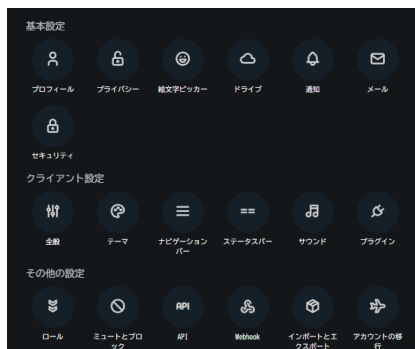 基本設定
プロフィール
プライバシー
絵文字ピッカー
ドライブ
通知
メール
セキュリティ
クライアント設定
全般
テーマ
ナビゲーション
バー
ステータスバー
サウンド
プラグイン
その他の設定
API
ロール
ミュートとブロ
ック
API
Webhook
インポートとエ
クスポート
アカウントの移
行